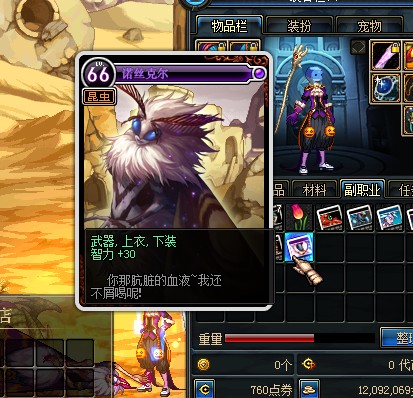 物品栏
装扮
宠物
LV.
66
诺丝克尔
昆虫
武器, 上衣, 下装
智力 +30
你那肮脏的血液~我还
不屑喝呢!
品
材料
副职业
任
店
重量
整
0个
0 代
760点券
12,092,069